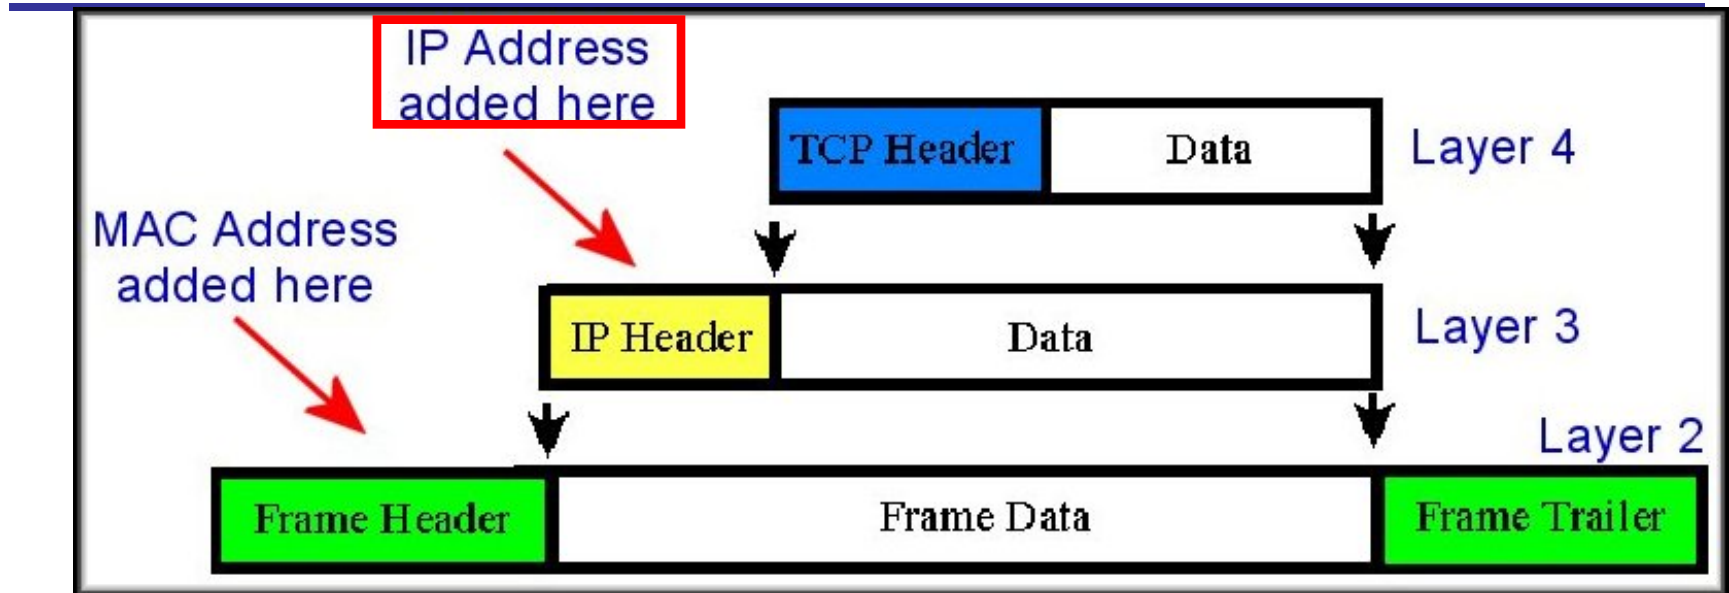 IP Address
added here
TCP Header
Data
Layer 4
MAC Address
added here
IP Header
Data
Layer 3
Layer 2
Frame Header
Frame Data
Frame Trailer